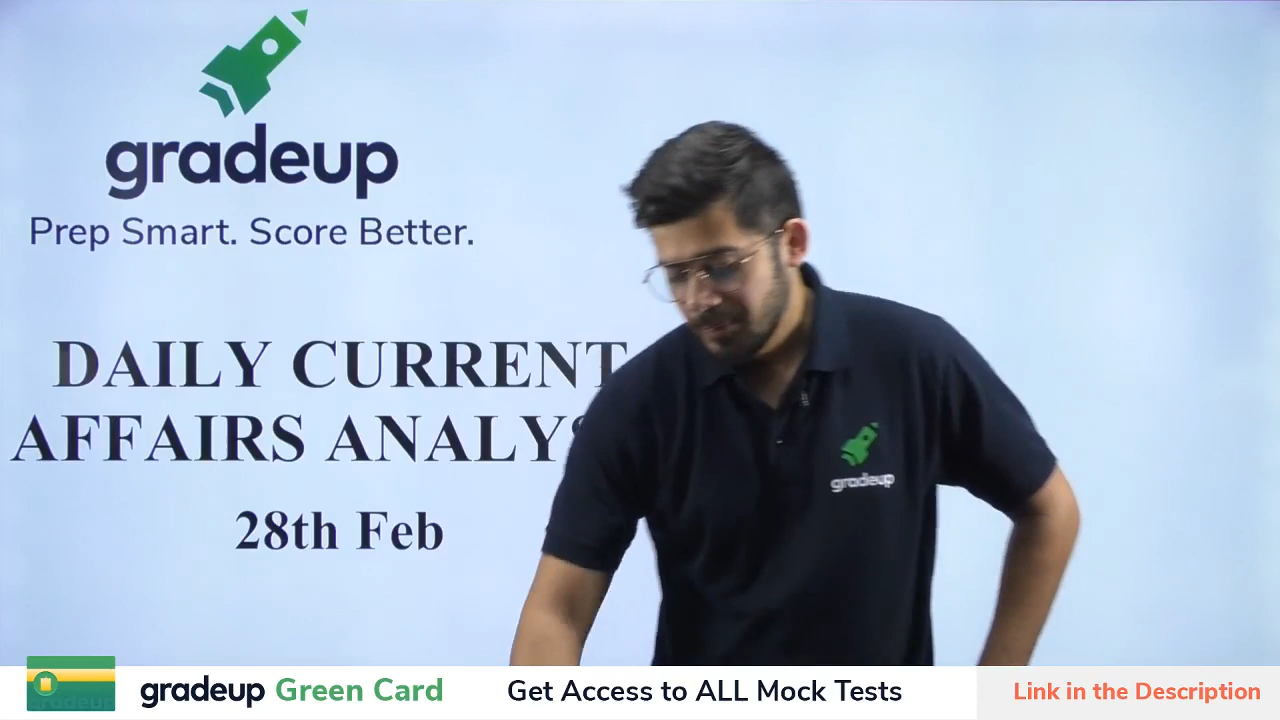 gradeup
Prep Smart. Score Better.
DAILY CURRENT
AFFAIRS ANALYS
28th Feb
gradeup
gradeup Green Card
Get Access to ALL Mock Tests
Link in the Description